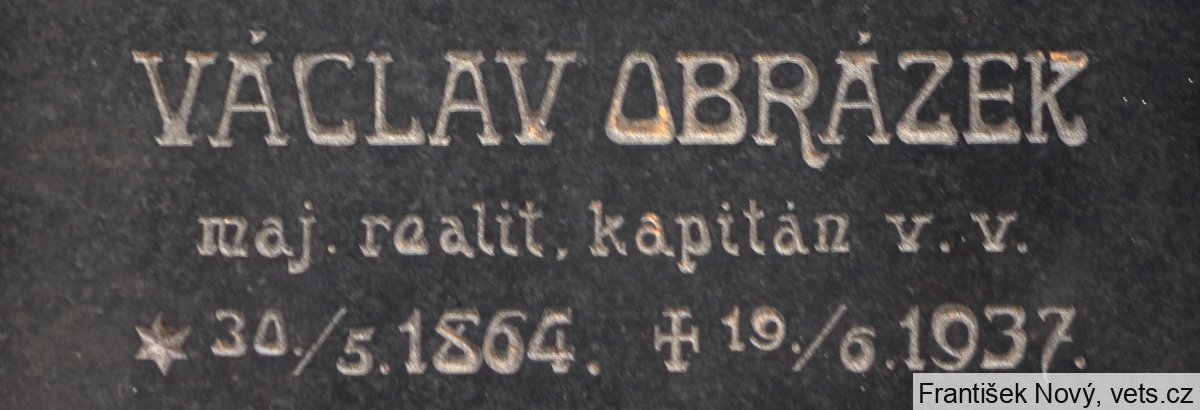 VÁCLAV OBRÁZEK
maj. realit, kapitán v. v.
* 30./5.1864. ✝ 19./6.1937.
František Nový, vets.cz